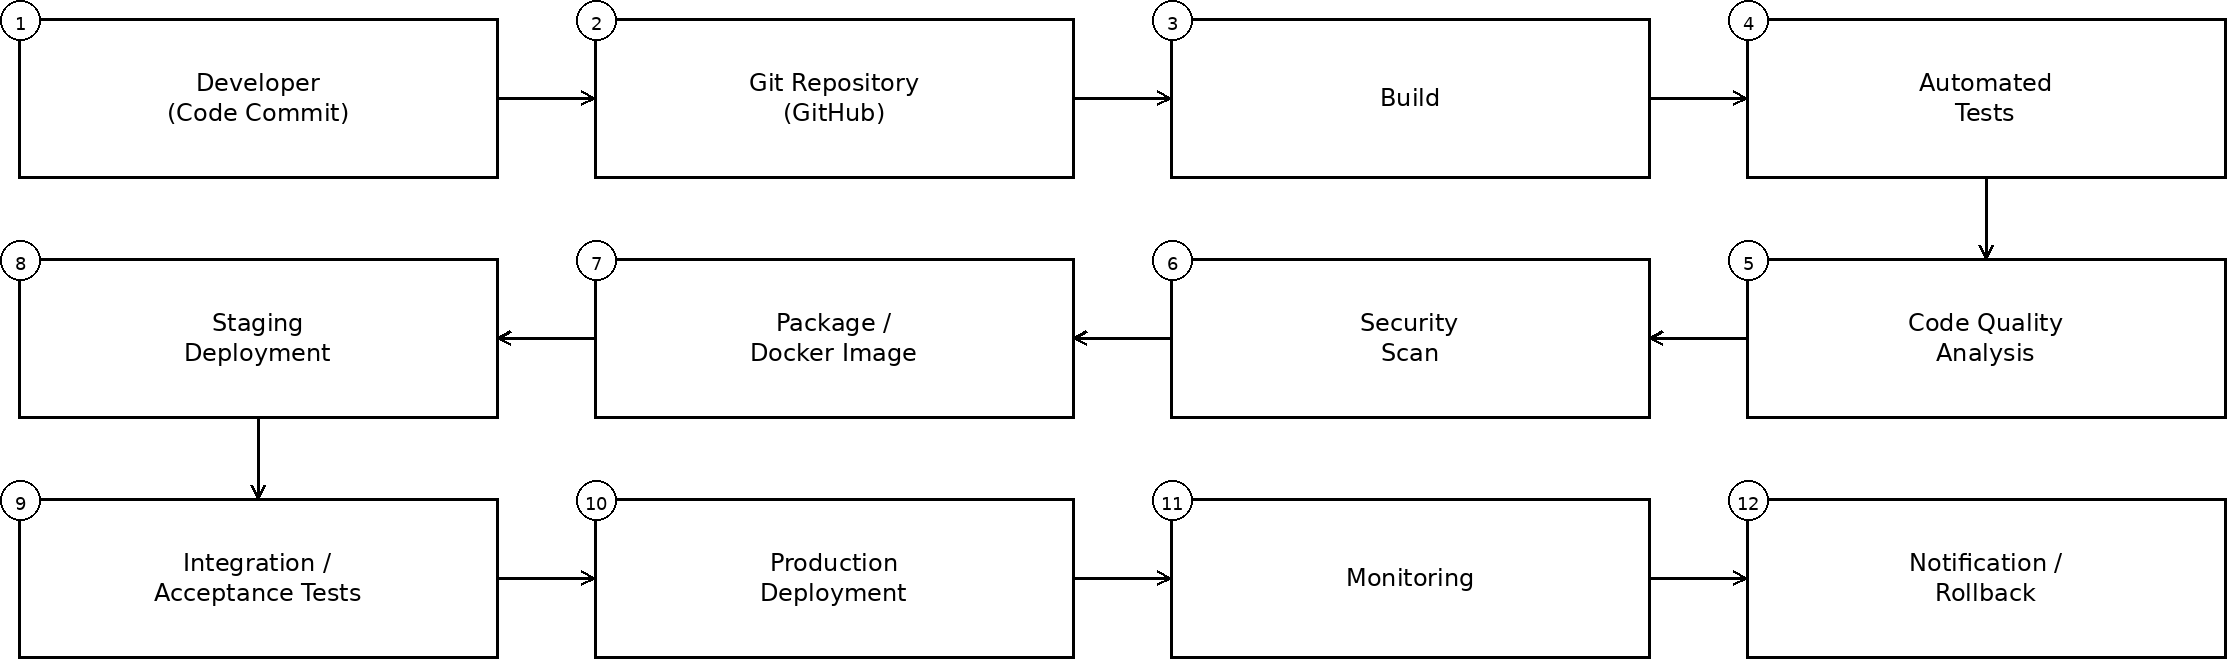 1
Developer
(Code Commit)
2
Git Repository
(GitHub)
3
Build
4
Automated
Tests
5
Code Quality
Analysis
6
Security
Scan
7
Package /
Docker Image
8
Staging
Deployment
9
Integration /
Acceptance Tests
10
Production
Deployment
11
Monitoring
12
Notification /
Rollback